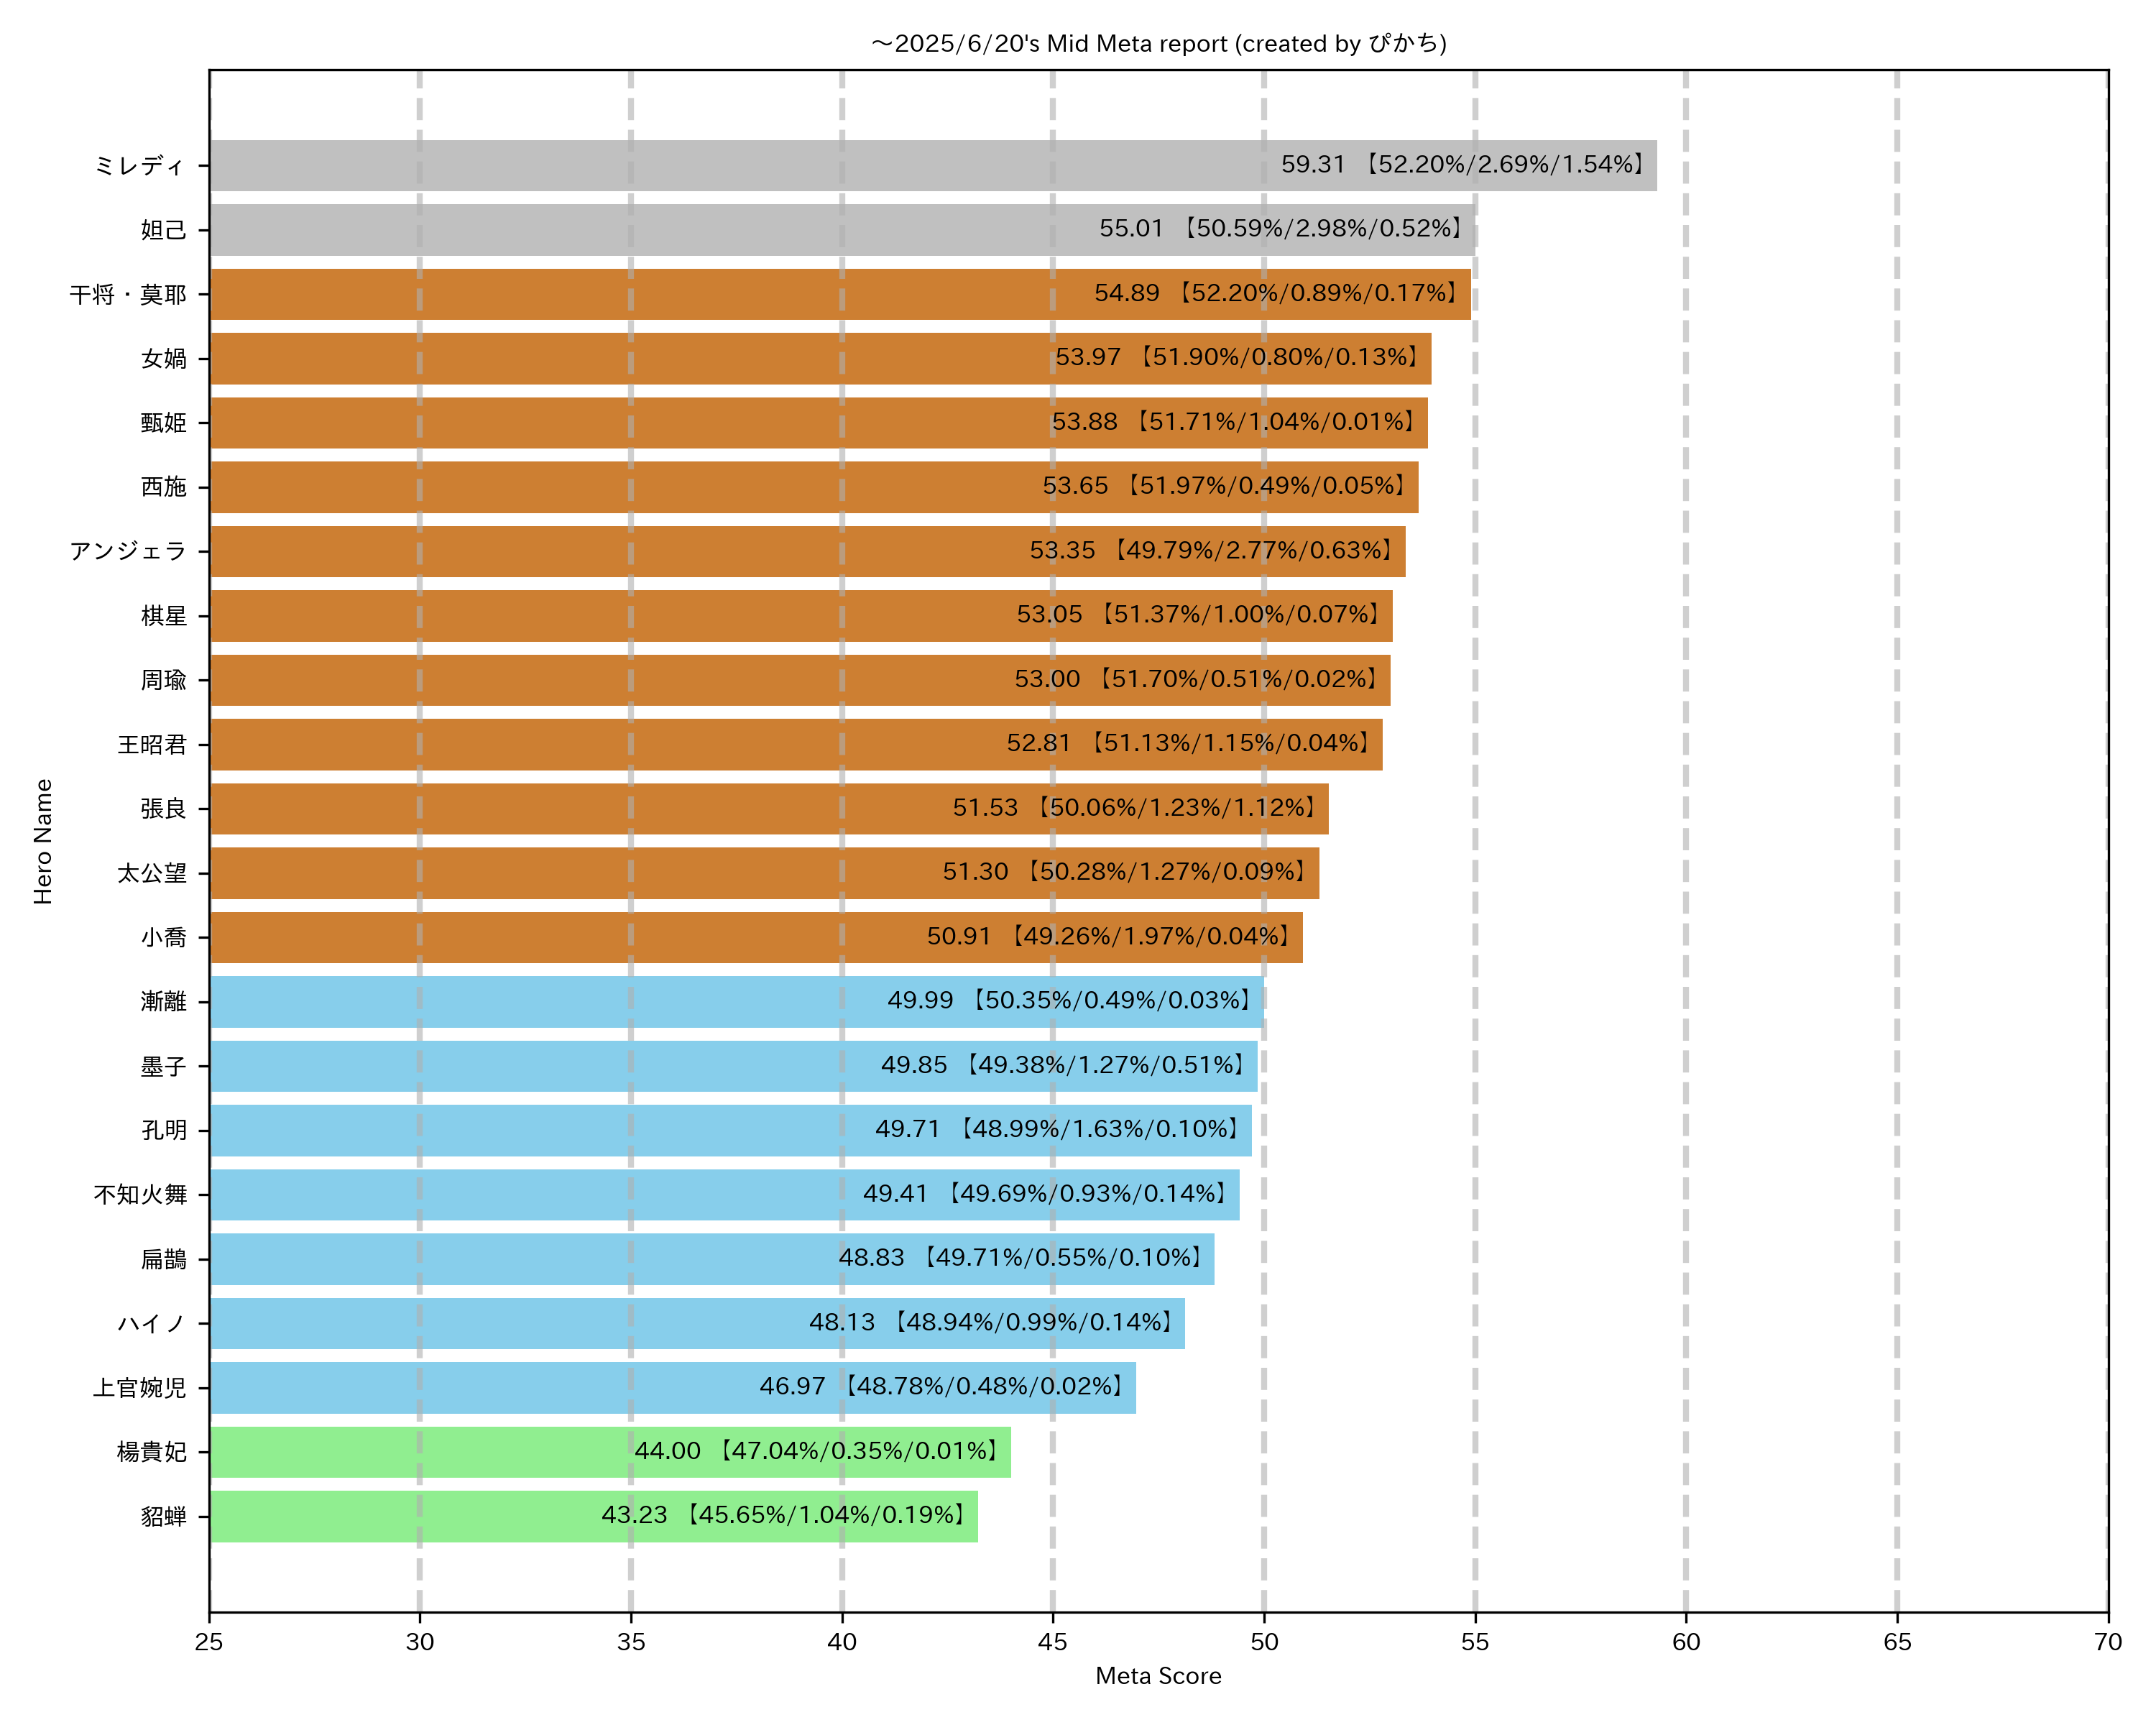 ～2025/6/20's Mid Meta report (created by ぴかち)
ミレディ 59.31 【52.20%/2.69%/1.54%】
妲己 55.01 【50.59%/2.98%/0.52%】
干将・莫耶 54.89 【52.20%/0.89%/0.17%】
女媧 53.97 【51.90%/0.80%/0.13%】
甄姫 53.88 【51.71%/1.04%/0.01%】
西施 53.65 【51.97%/0.49%/0.05%】
アンジェラ 53.35 【49.79%/2.77%/0.63%】
棋星 53.05 【51.37%/1.00%/0.07%】
周瑜 53.00 【51.70%/0.51%/0.02%】
王昭君 52.81 【51.13%/1.15%/0.04%】
張良 51.53 【50.06%/1.23%/1.12%】
太公望 51.30 【50.28%/1.27%/0.09%】
小喬 50.91 【49.26%/1.97%/0.04%】
漸離 49.99 【50.35%/0.49%/0.03%】
墨子 49.85 【49.38%/1.27%/0.51%】
孔明 49.71 【48.99%/1.63%/0.10%】
不知火舞 49.41 【49.69%/0.93%/0.14%】
扁鵲 48.83 【49.71%/0.55%/0.10%】
ハイノ 48.13 【48.94%/0.99%/0.14%】
上官婉児 46.97 【48.78%/0.48%/0.02%】
楊貴妃 44.00 【47.04%/0.35%/0.01%】
貂蝉 43.23 【45.65%/1.04%/0.19%】
Hero Name
25 30 35 40 45 50 55 60 65 70
Meta Score